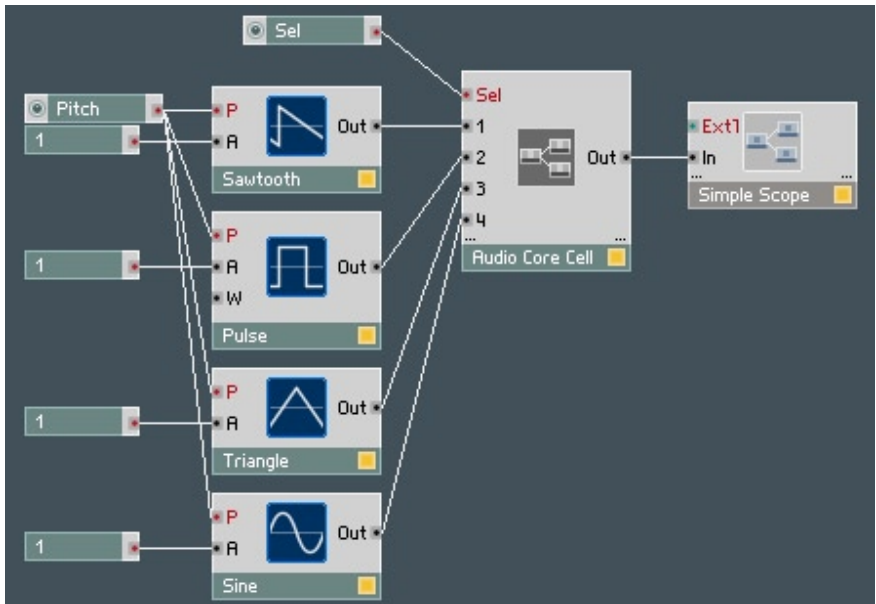 Sel
Pitch
1
P
A
Out
Sawtooth
Sel
1
2
3
4
Out
...
...
Audio Core Cell
Ext1
In
...
...
Simple Scope
1
P
A
W
Out
Pulse
1
P
A
Out
Triangle
1
P
A
Out
Sine